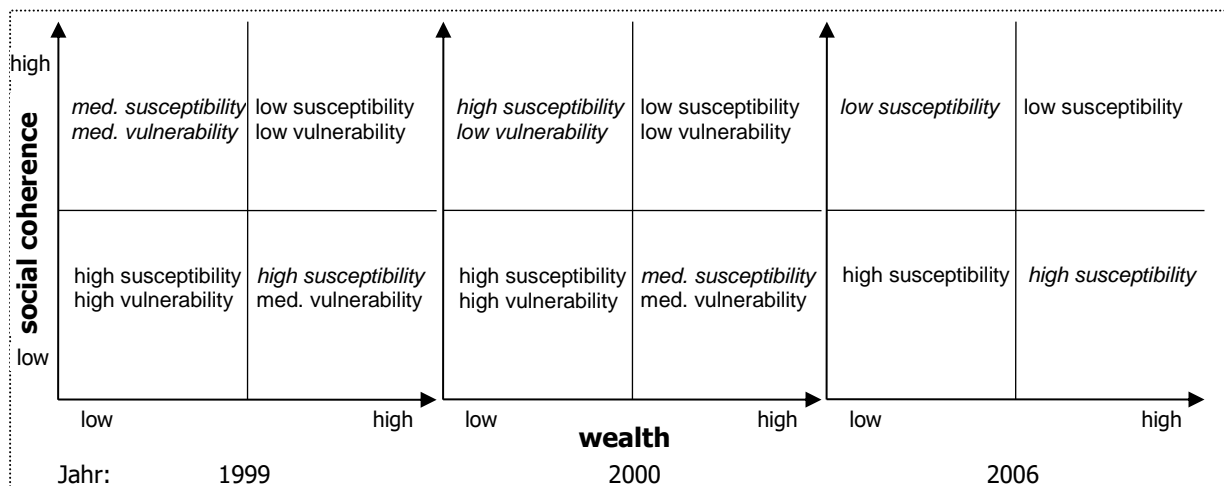 high
social coherence
low
med. susceptibility
med. vulnerability
low susceptibility
low vulnerability
high susceptibility
high vulnerability
high susceptibility
med. vulnerability
high susceptibility
low vulnerability
low susceptibility
low vulnerability
high susceptibility
high vulnerability
med. susceptibility
med. vulnerability
low susceptibility
low susceptibility
high susceptibility
high susceptibility
low high low high low high
wealth
Jahr: 1999 2000 2006